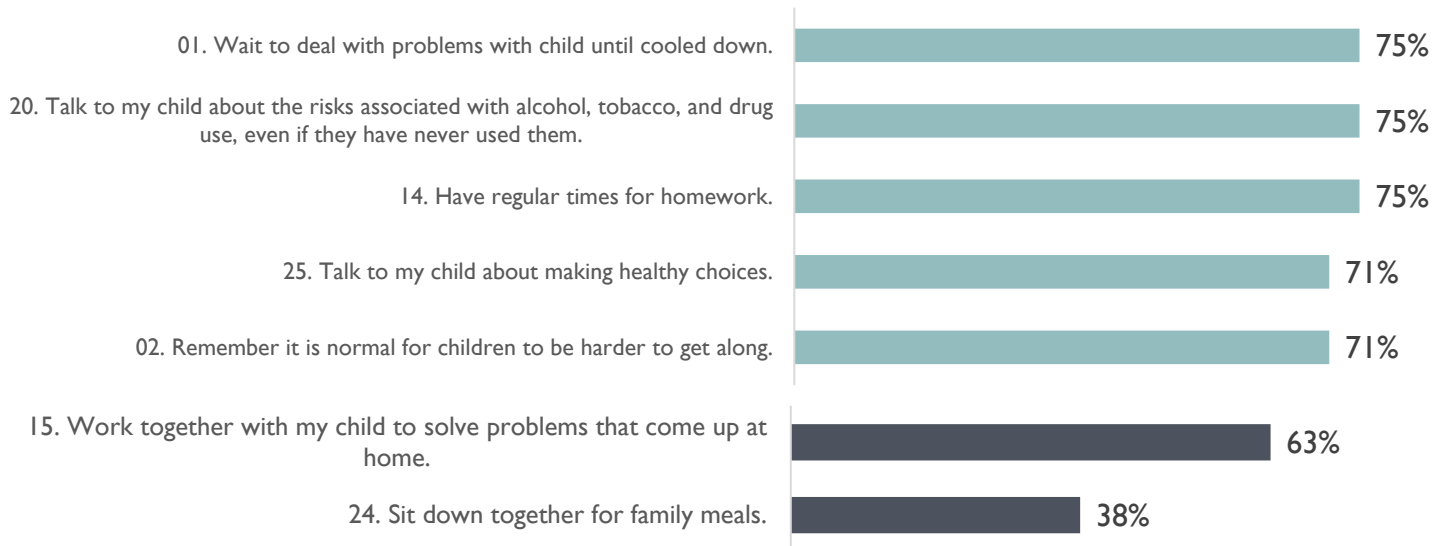 01. Wait to deal with problems with child until cooled down.
75%
20. Talk to my child about the risks associated with alcohol, tobacco, and drug
use, even if they have never used them.
75%
14. Have regular times for homework.
75%
25. Talk to my child about making healthy choices.
71%
02. Remember it is normal for children to be harder to get along.
71%
15. Work together with my child to solve problems that come up at
home.
63%
24. Sit down together for family meals.
38%